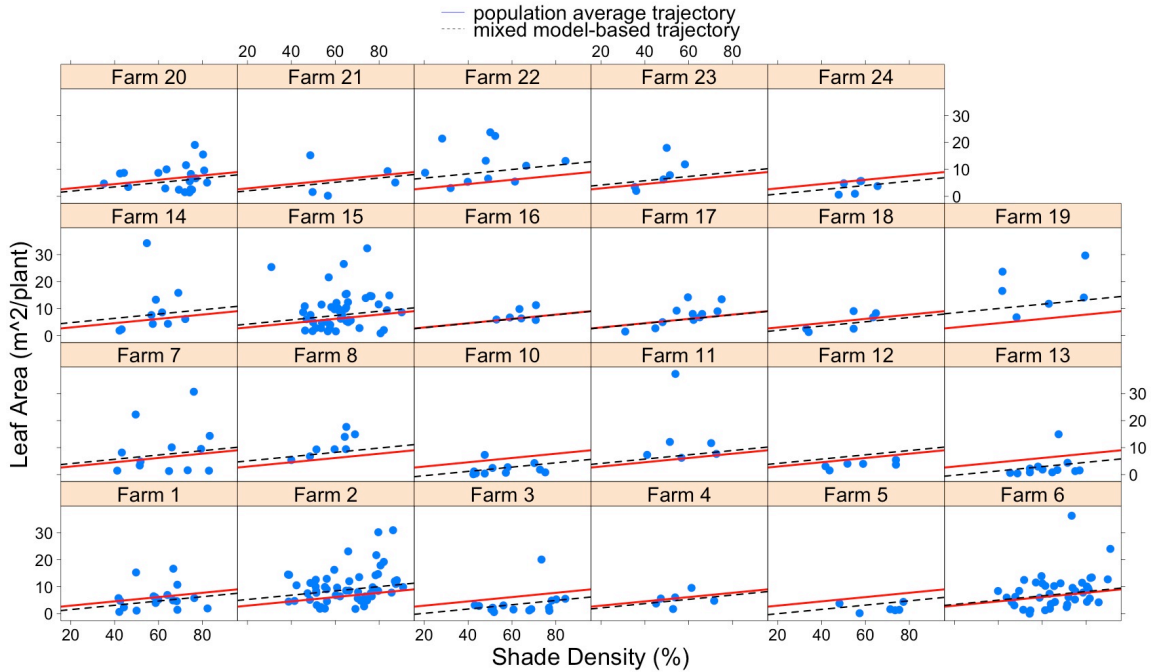 population average trajectory
mixed model-based trajectory
20 40 60 80 20 40 60 80
Farm 20 Farm 21 Farm 22 Farm 23 Farm 24
30
20
10
0
Farm 14 Farm 15 Farm 16 Farm 17 Farm 18 Farm 19
30
20
10
0
Farm 7 Farm 8 Farm 10 Farm 11 Farm 12 Farm 13
30
20
10
0
Farm 1 Farm 2 Farm 3 Farm 4 Farm 5 Farm 6
30
20
10
0
20 40 60 80 20 40 60 80 20 40 60 80
Leaf Area (m^2/plant)
Shade Density (%)